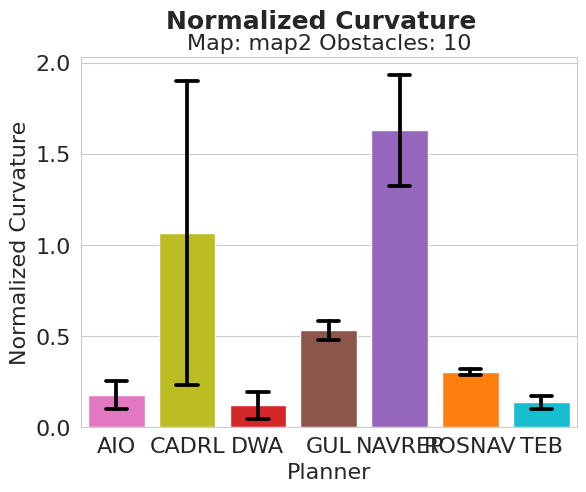 Normalized Curvature
Map: map2 Obstacles: 10
Normalized Curvature
2.0
1.5
1.0
0.5
0.0
AIO CADRL DWA GUL NAVREP ROSNAV TEB
Planner